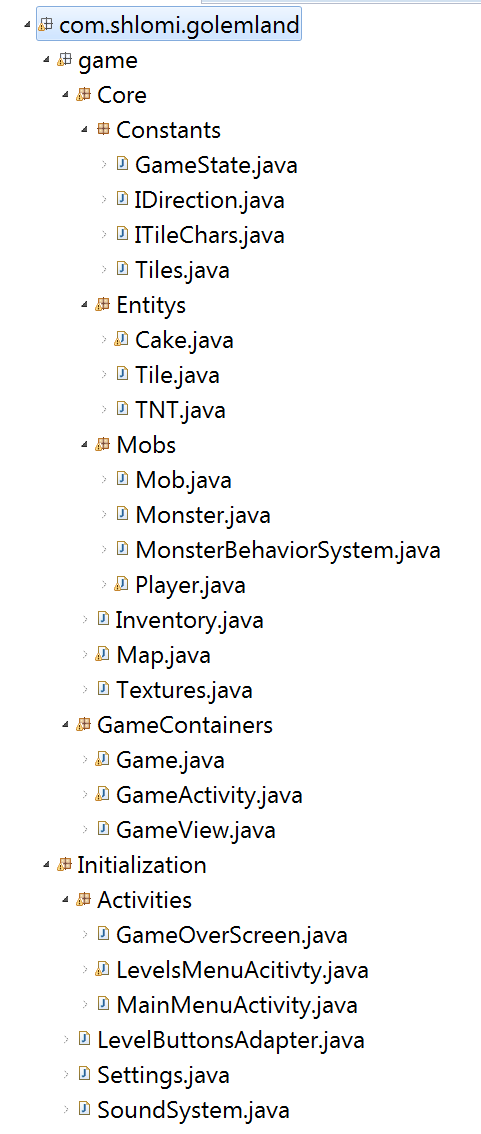 com.shlomi.golemland
game
Core
Constants
GameState.java
IDirection.java
ITileChars.java
Tiles.java
Entitys
Cake.java
Tile.java
TNT.java
Mobs
Mob.java
Monster.java
MonsterBehaviorSystem.java
Player.java
Inventory.java
Map.java
Textures.java
GameContainers
Game.java
GameActivity.java
GameView.java
Initialization
Activities
GameOverScreen.java
LevelsMenuAcitivty.java
MainMenuActivity.java
LevelButtonsAdapter.java
Settings.java
SoundSystem.java